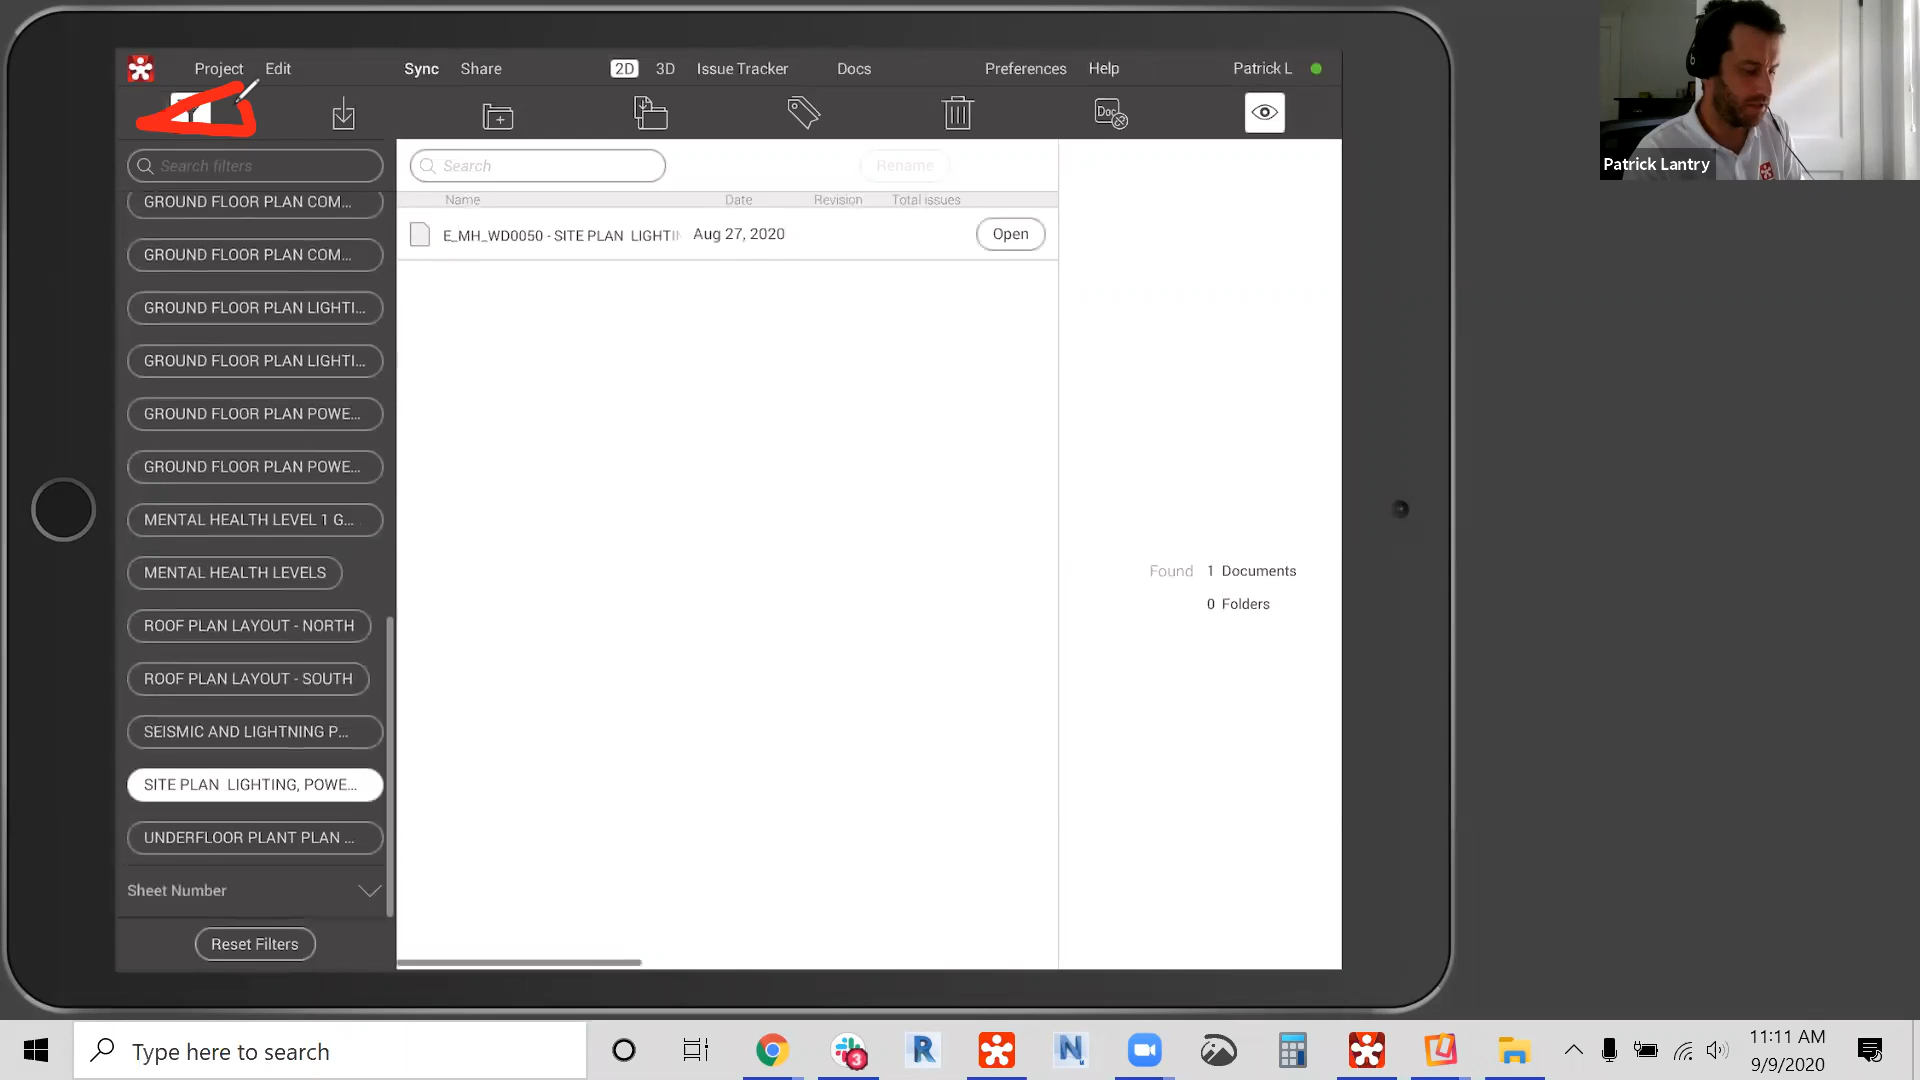 Project Edit Sync Share 2D 3D Issue Tracker Docs Preferences Help Patrick L
Doc
Search filters
Search
Rename
Name Date Revision Total issues
E_MH_WD0050 - SITE PLAN LIGHTIN Aug 27, 2020 Open
GROUND FLOOR PLAN COM...
GROUND FLOOR PLAN COM...
GROUND FLOOR PLAN LIGHTI...
GROUND FLOOR PLAN LIGHTI...
GROUND FLOOR PLAN POWE...
GROUND FLOOR PLAN POWE...
MENTAL HEALTH LEVEL 1 G...
MENTAL HEALTH LEVELS
ROOF PLAN LAYOUT - NORTH
ROOF PLAN LAYOUT - SOUTH
SEISMIC AND LIGHTNING P...
SITE PLAN LIGHTING, POWE...
UNDERFLOOR PLANT PLAN ...
Sheet Number
Reset Filters
Found 1 Documents
0 Folders
Patrick Lantry
Type here to search
3
R
N
11:11 AM
9/9/2020